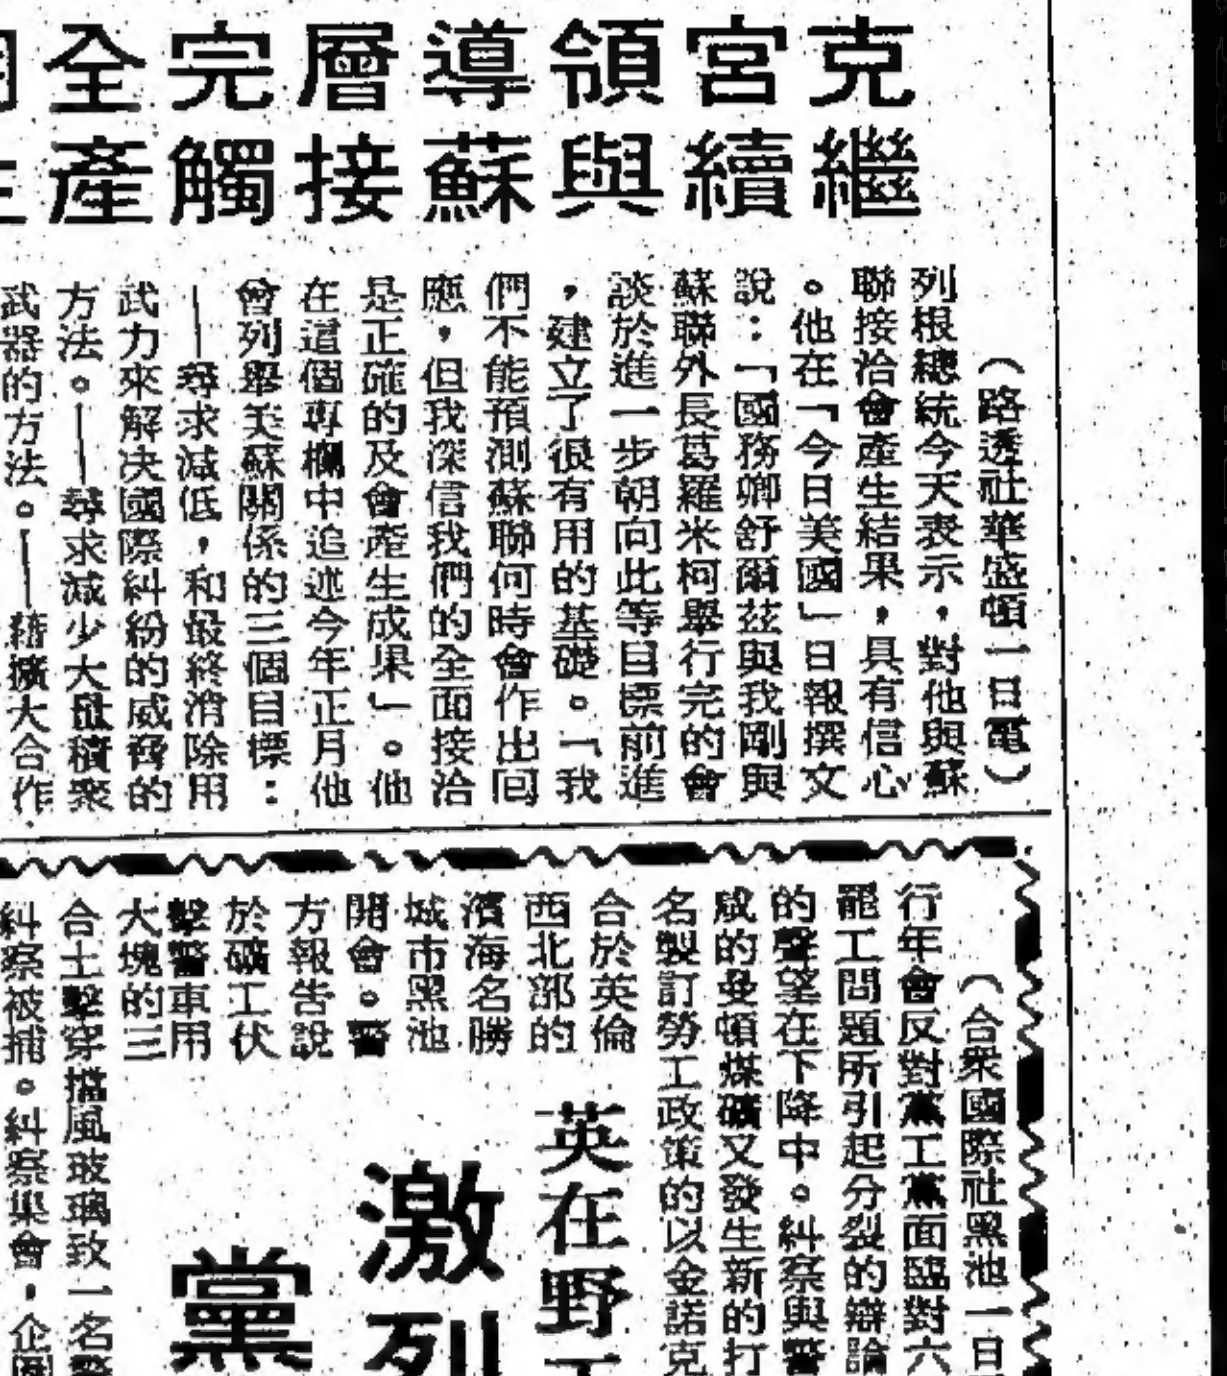 克宮領導層完全
繼續與蘇接觸產
（路透社華盛頓一日電）
列根總統今天表示，對他與蘇
聯接洽會產生結果，具有信心
。他在「今日美國」日報撰文
說：「國務卿舒爾茲與我剛與
蘇聯外長葛羅米柯舉行完的會
談於進一步朝向此等目標前進
，建立了很有用的基礎。「我
們不能預測蘇聯何時會作出回
應，但我深信我們的全面接洽
是正確的及會產生成果」。他
在這個專欄中追述今年正月他
曾列舉美蘇關係的三個目標：
——尋求減低，和最終消除用
武力來解決國際糾紛的威脅的
方法。——尋求減少大量積聚
武器的方法。——藉擴大合作
（合眾國際社黑池一日
行年會反對黨工黨面臨對六
罷工問題所引起分裂的辯論
的聲望在下降中。糾察與警
成的曼頓煤礦又發生新的打
名製訂勞工政策的以金諾克
合於英倫
西北部的
濱海名勝
城市黑池
開會。警
方報告說
於礦工伏
擊警車用
大塊的三
合土擊穿擋風玻璃致一名警
糾察被捕。糾察集會，企圖
英在野
激列
黨